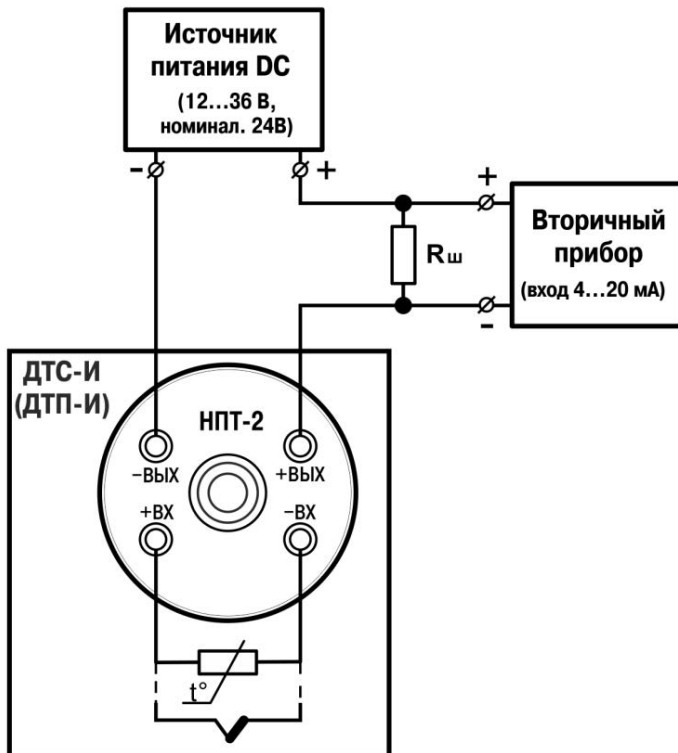 Источник
питания DC
(12...36 В,
номинал. 24В)
- +
+
Rш
Вторичный
прибор
(вход 4...20 мА)
-
ДТС-И
(ДТП-И)
НПТ-2
-ВЫХ +ВЫХ
+ВХ -ВХ
t°